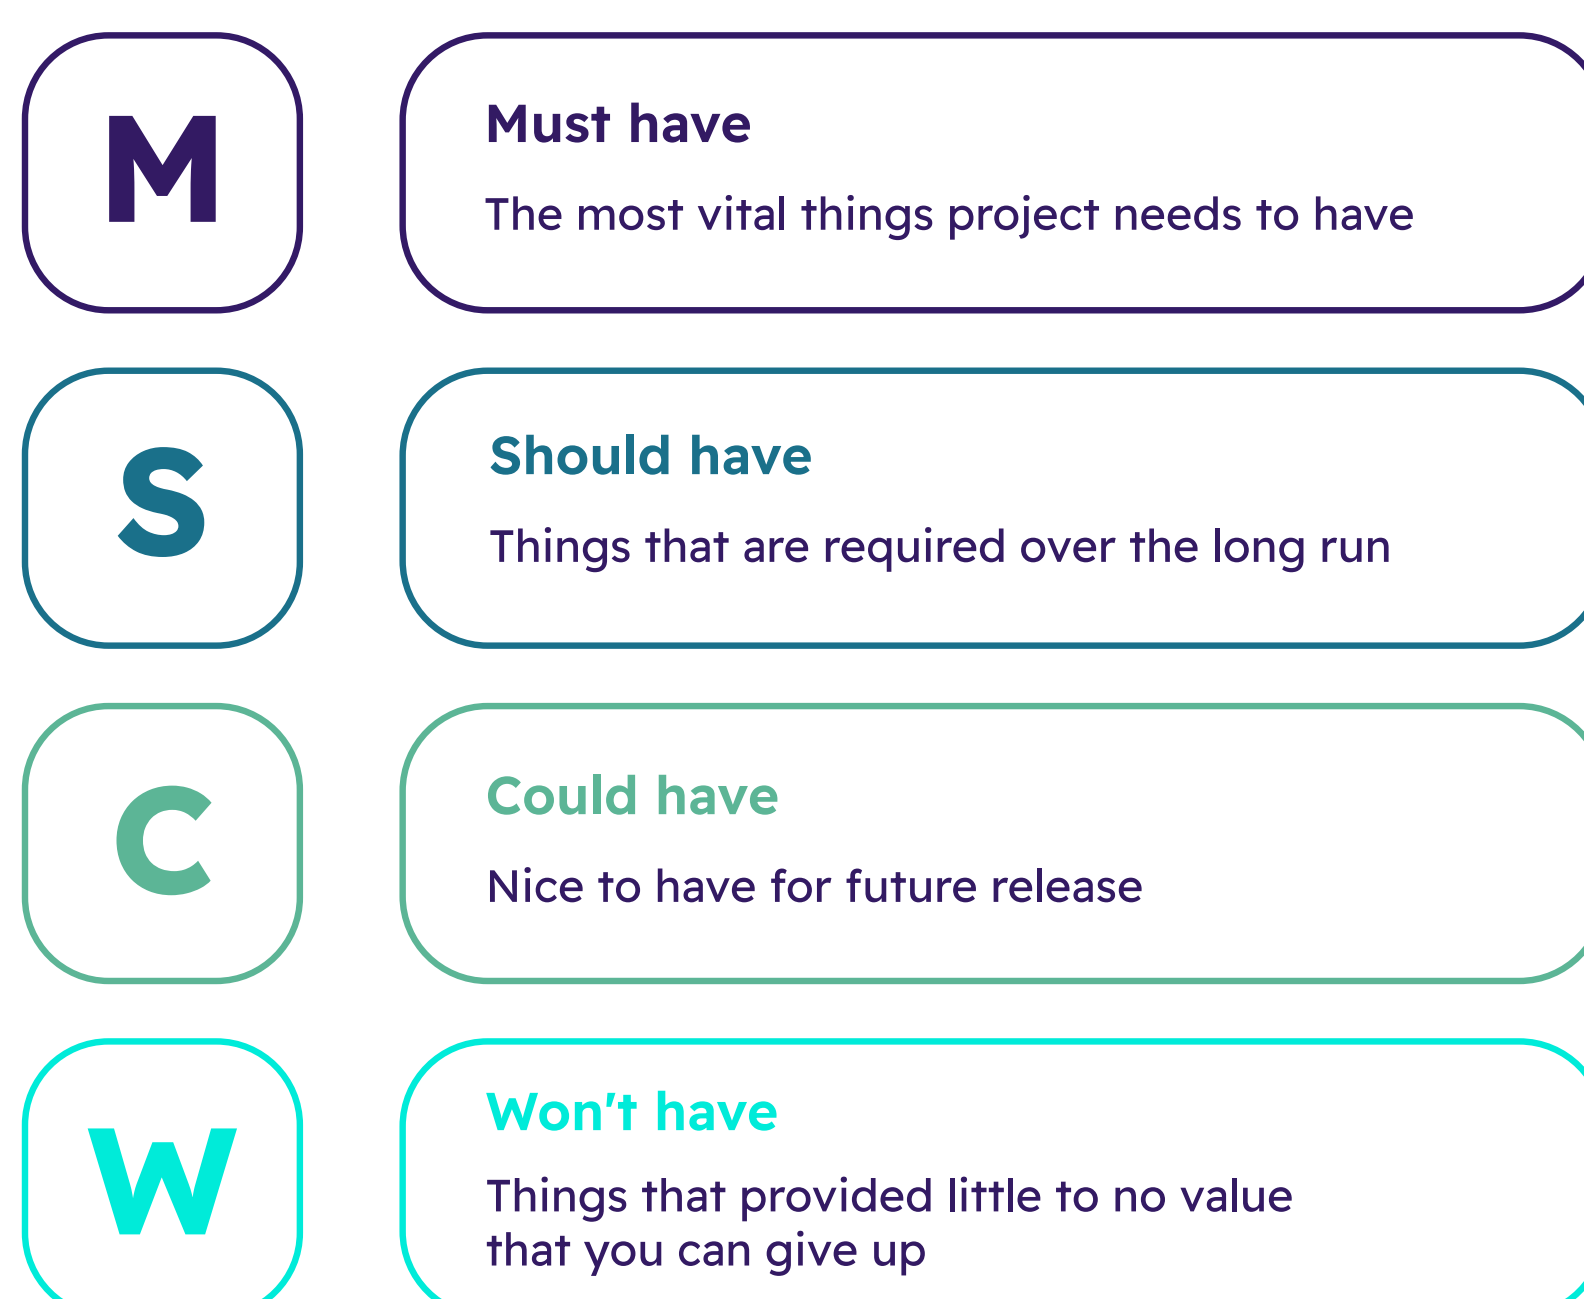 M
Must have
The most vital things project needs to have
S
Should have
Things that are required over the long run
C
Could have
Nice to have for future release
W
Won't have
Things that provided little to no value
that you can give up